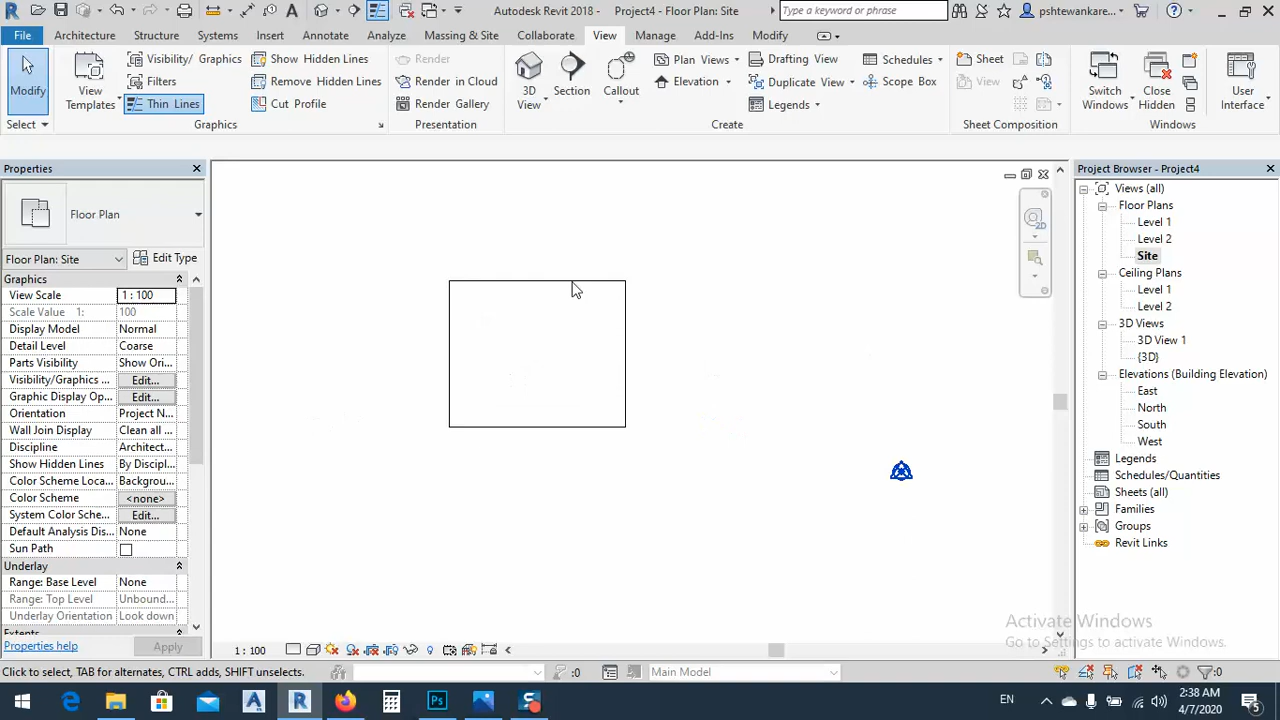 Autodesk Revit 2018 - Project4 - Floor Plan: Site
Type a keyword or phrase
pshtewankare...
File Architecture Structure Systems Insert Annotate Analyze Massing & Site Collaborate View Manage Add-Ins Modify
Modify
Select
View Templates
Visibility/ Graphics
Filters
Thin Lines
Show Hidden Lines
Remove Hidden Lines
Cut Profile
Graphics
Render
Render in Cloud
Render Gallery
Presentation
3D View
Section
Callout
Plan Views
Elevation
Drafting View
Duplicate View
Legends
Schedules
Scope Box
Create
Sheet
View
Sheet Composition
Switch Windows
Close Hidden
User Interface
Windows
Properties
Floor Plan
Floor Plan: Site
Edit Type
Graphics
View Scale 1 : 100
Scale Value 1: 100
Display Model Normal
Detail Level Coarse
Parts Visibility Show Ori...
Visibility/Graphics ... Edit...
Graphic Display Op... Edit...
Orientation Project N...
Wall Join Display Clean all ...
Discipline Architect...
Show Hidden Lines By Discipl...
Color Scheme Loca... Backgrou...
Color Scheme <none>
System Color Sche... Edit...
Default Analysis Dis... None
Sun Path
Underlay
Range: Base Level None
Range: Top Level Unbound...
Underlay Orientation Look down
Extents
Properties help
Apply
2D
Project Browser - Project4
Views (all)
Floor Plans
Level 1
Level 2
Site
Ceiling Plans
Level 1
Level 2
3D Views
3D View 1
{3D}
Elevations (Building Elevation)
East
North
South
West
Legends
Schedules/Quantities
Sheets (all)
Families
Groups
Revit Links
Activate Windows
Go to Settings to activate Windows.
1 : 100
Click to select, TAB for alternates, CTRL adds, SHIFT unselects.
:0
Main Model
:0
EN
2:38 AM
4/7/2020
5